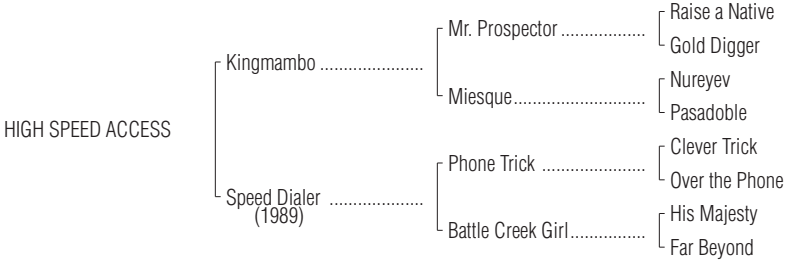 Raise a Native
Mr. Prospector ..................
Gold Digger
Kingmambo ......................
Nureyev
Miesque............................
Pasadoble
HIGH SPEED ACCESS
Clever Trick
Phone Trick ......................
Over the Phone
Speed Dialer ....................
(1989)
His Majesty
Battle Creek Girl................
Far Beyond